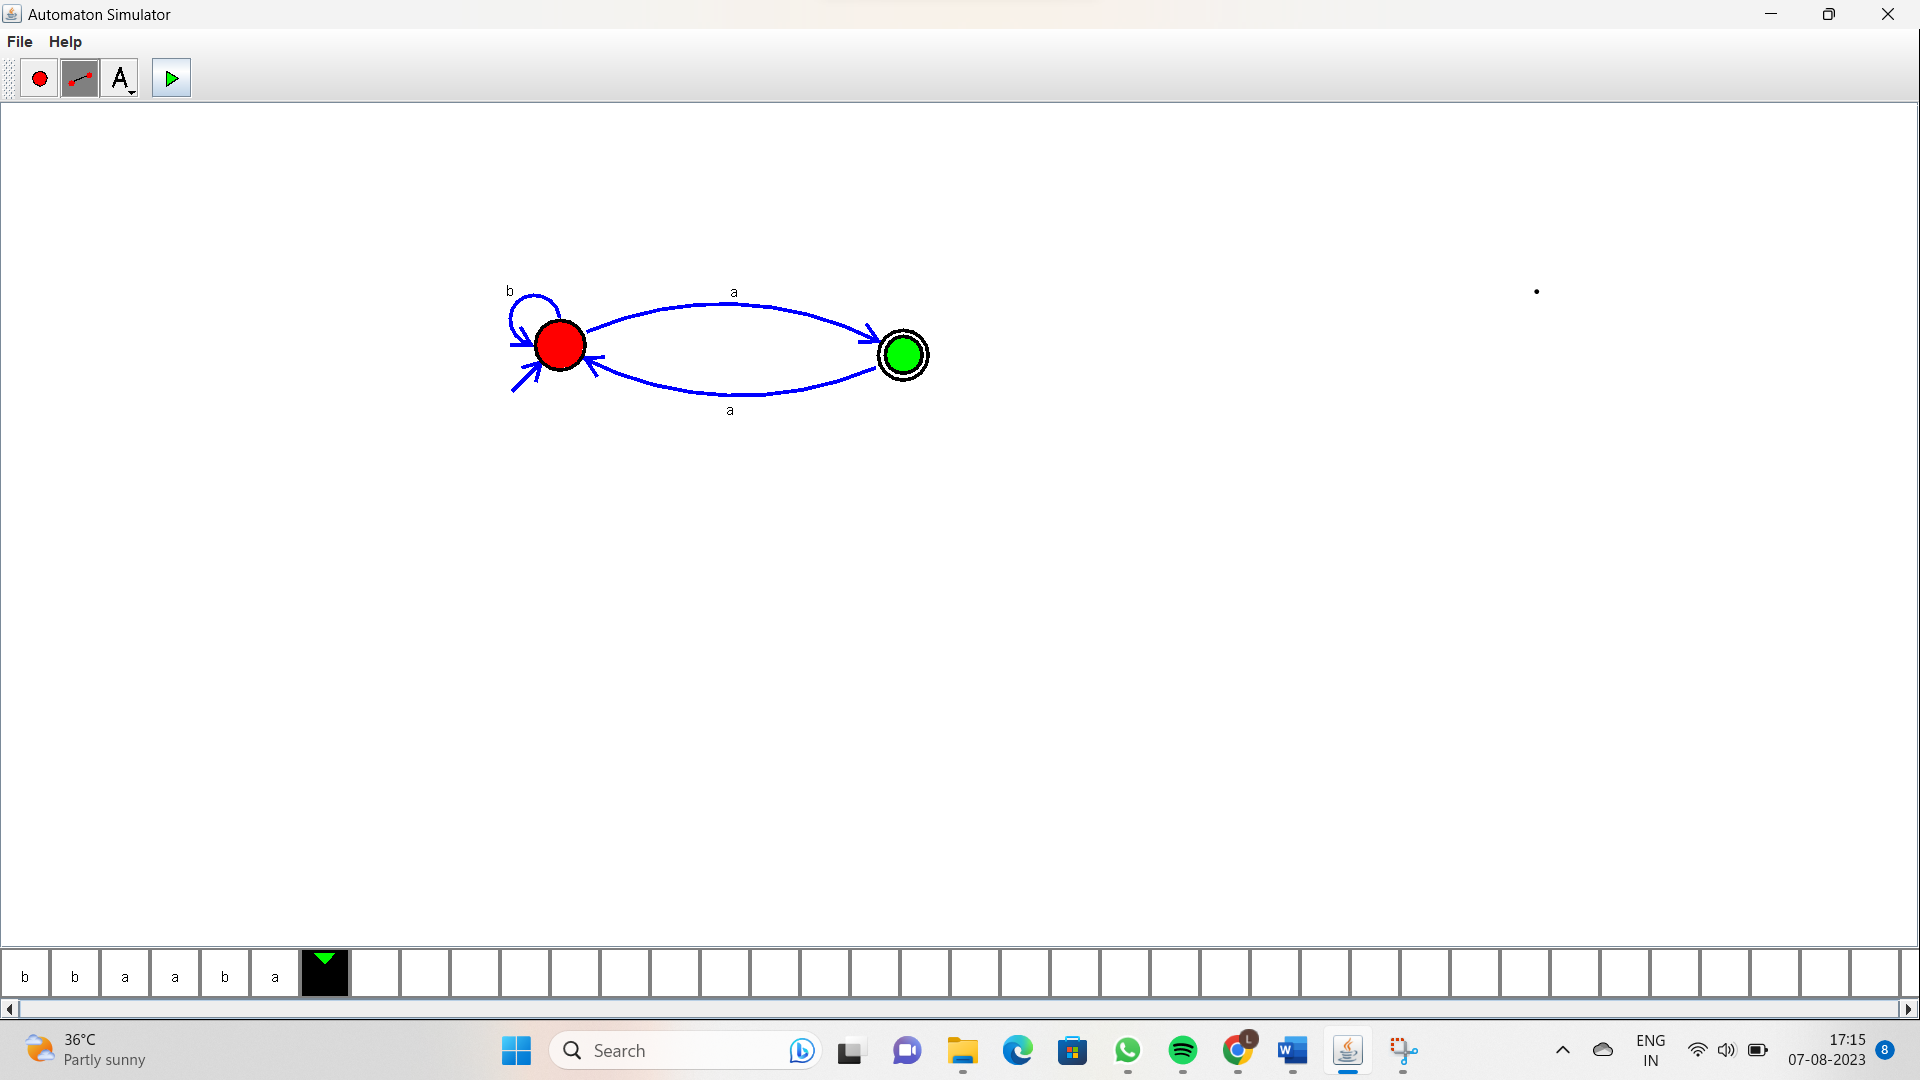 Automaton Simulator
File Help
A
b
a
a
b b a a b a
36°C
Partly sunny
Search
L
W
ENG
IN
17:15
07-08-2023
8